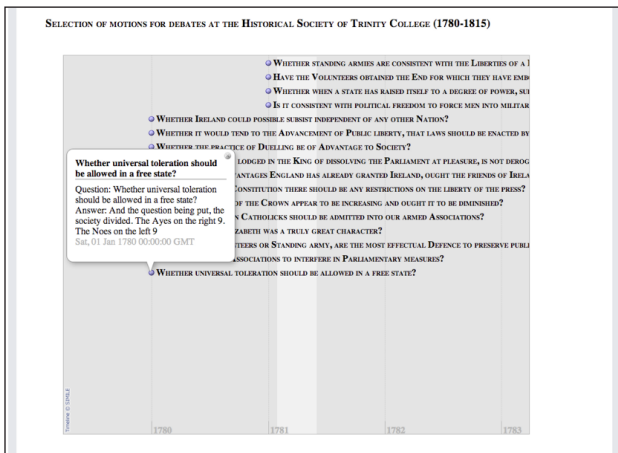 Selection of motions for debates at the Historical Society of Trinity College (1780-1815)
Whether standing armies are consistent with the Liberties of a
Have the Volunteers obtained the End for which they have
Whether when a state has raised itself to a degree of power,
Is it consistent with political freedom to force men into
Whether Ireland could possible subsist independent of any other Nation?
Whether it would tend to the Advancement of Public liberty, that laws should be enacted by
Whether the practice of Duelling be of Advantage to Society?
lodged in the King of dissolving the Parliament at pleasure, is not
England has already granted Ireland, ought the friends of
there should be any restrictions on the liberty of the press?
of the Crown appear to be increasing and ought it to be diminished?
Catholicks should be admitted into our armed Associations?
was a truly great character?
or Standing army, are the most effectual Defence to preserve
to interfere in Parliamentary measures?
Whether universal toleration should be allowed in a free state?
Whether universal toleration should
be allowed in a free state?
Question: Whether universal toleration
should be allowed in a free state?
Answer: And the question being put, the
society divided. The Ayes on the right 9.
The Noes on the left 9
Sat, 01 Jan 1780 00:00:00 GMT
Timeline © SIMILE
1780
1781
1782
1783